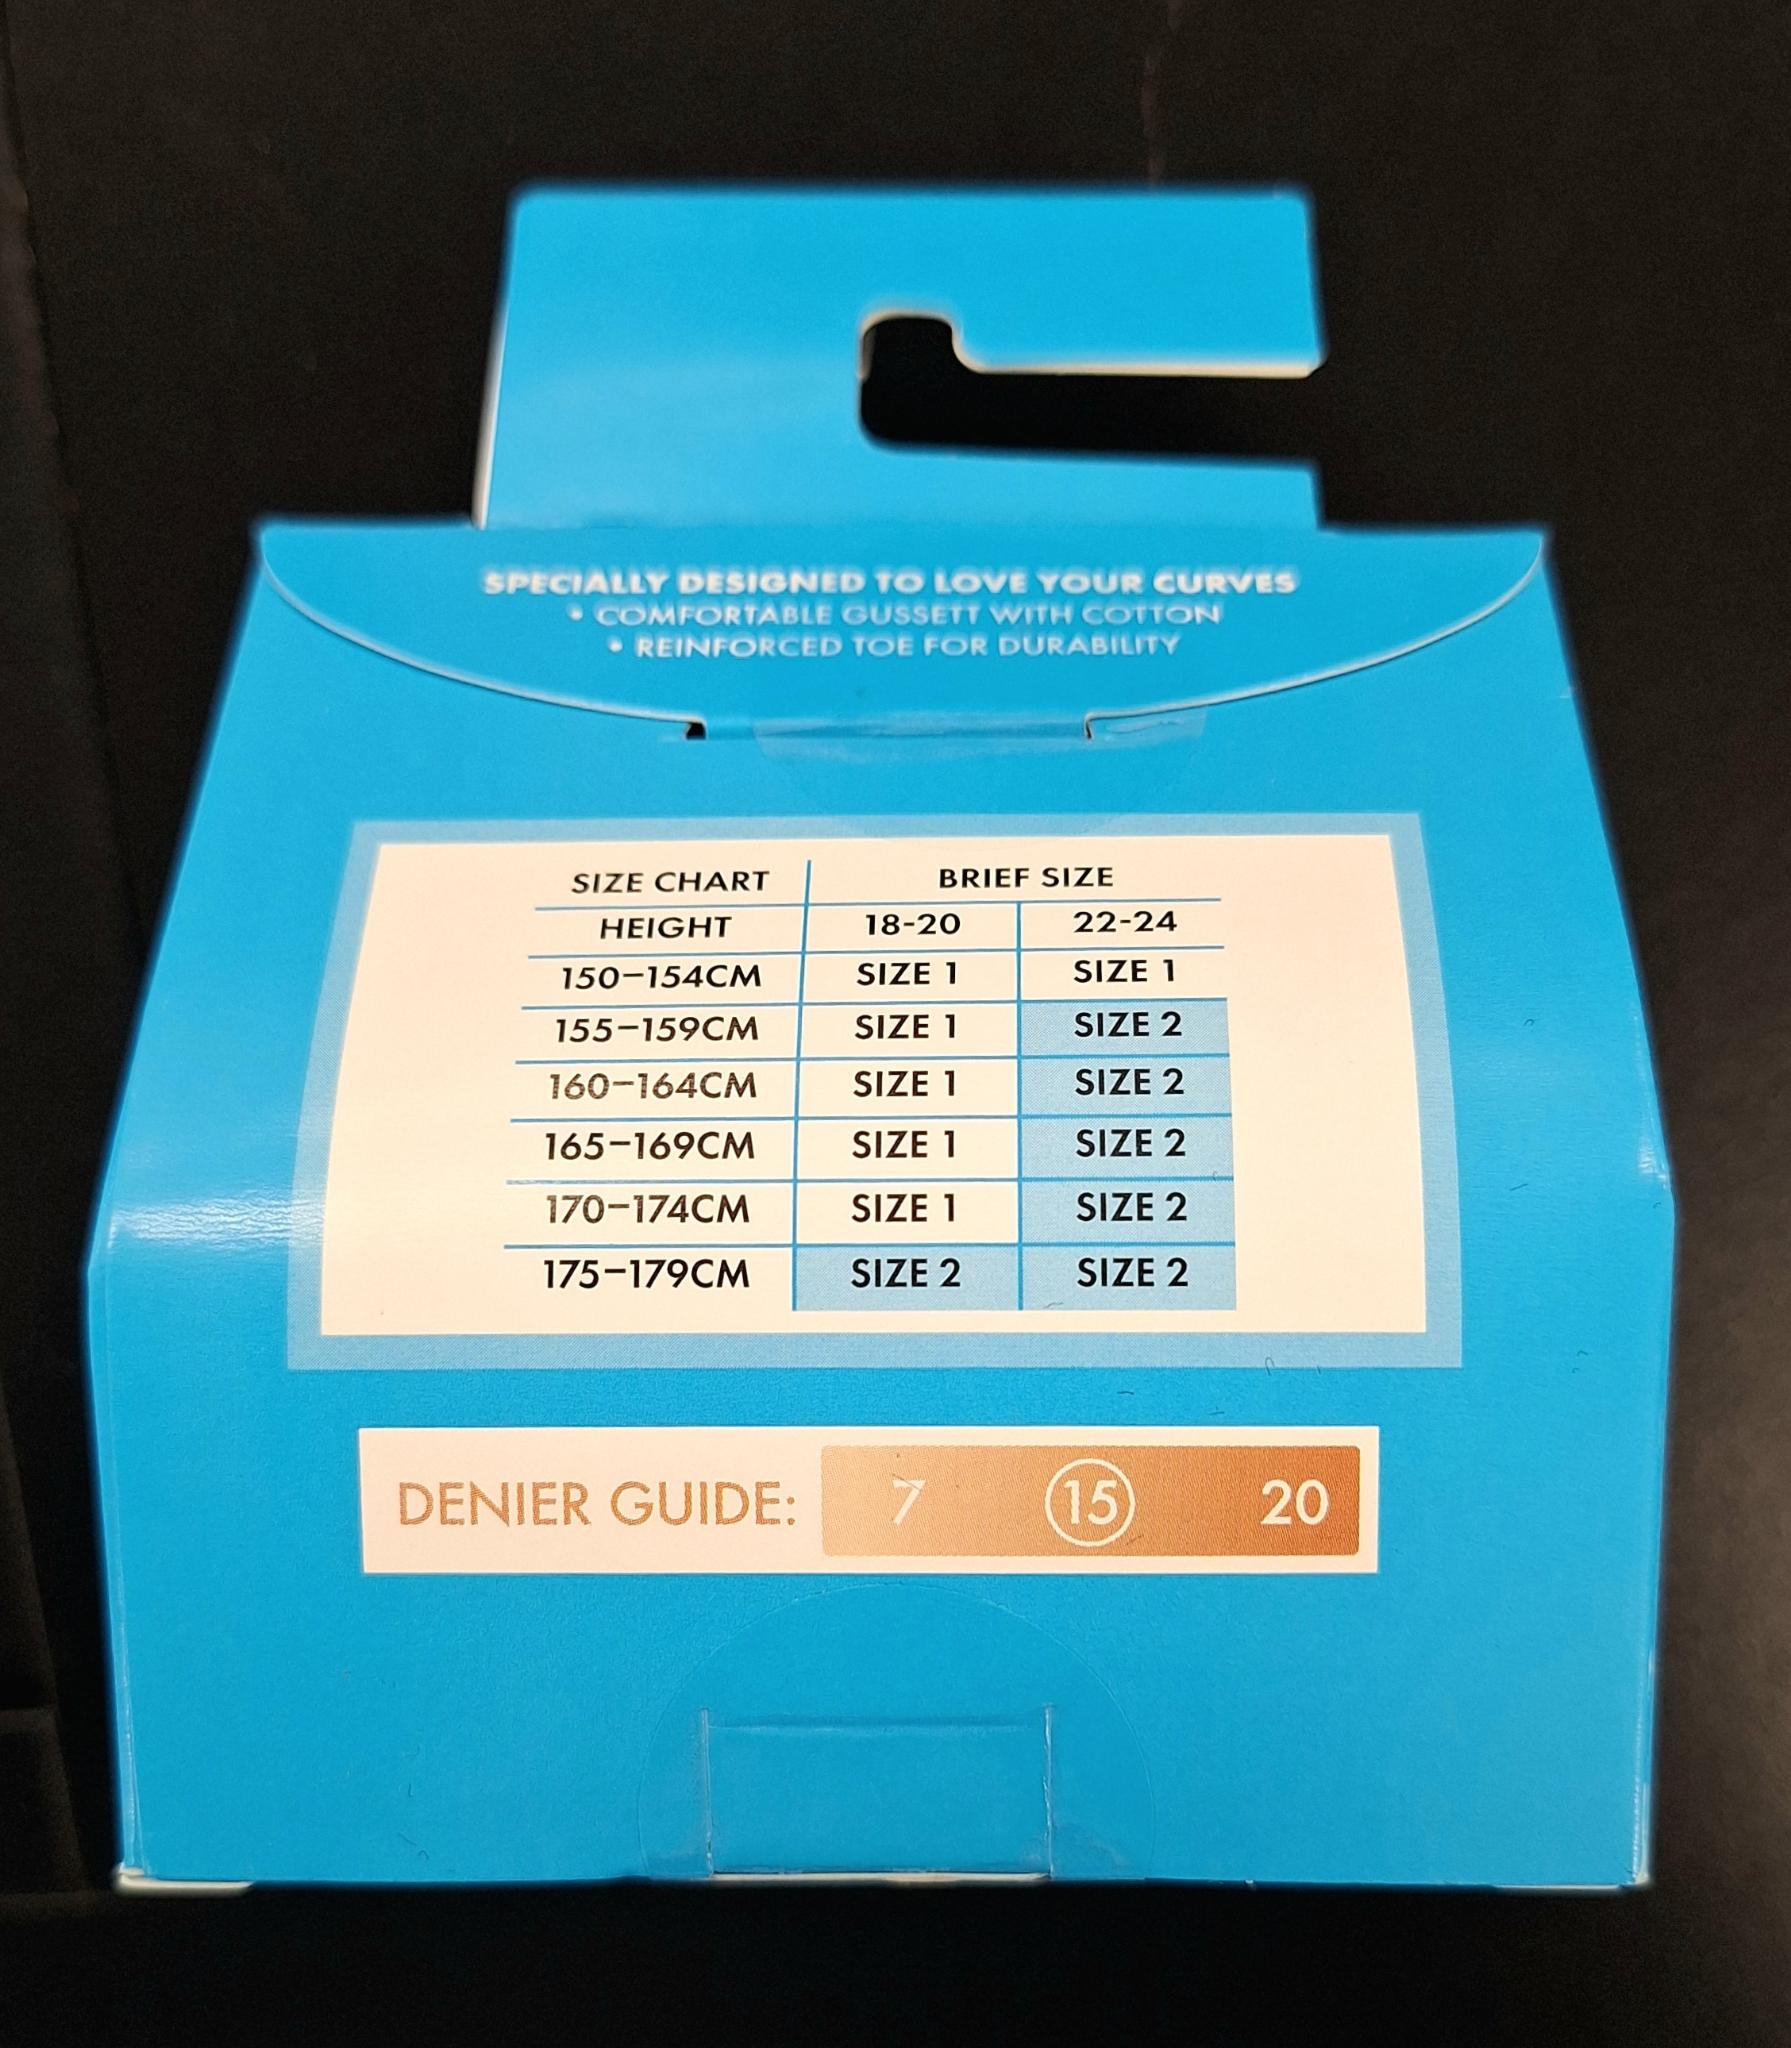 SPECIALLY DESIGNED TO LOVE YOUR CURVES
• COMFORTABLE GUSSETT WITH COTTON
• REINFORCED TOE FOR DURABILITY
SIZE CHART BRIEF SIZE
HEIGHT 18-20 22-24
150–154CM SIZE 1 SIZE 1
155–159CM SIZE 1 SIZE 2
160–164CM SIZE 1 SIZE 2
165–169CM SIZE 1 SIZE 2
170–174CM SIZE 1 SIZE 2
175–179CM SIZE 2 SIZE 2
DENIER GUIDE: 7 15 20